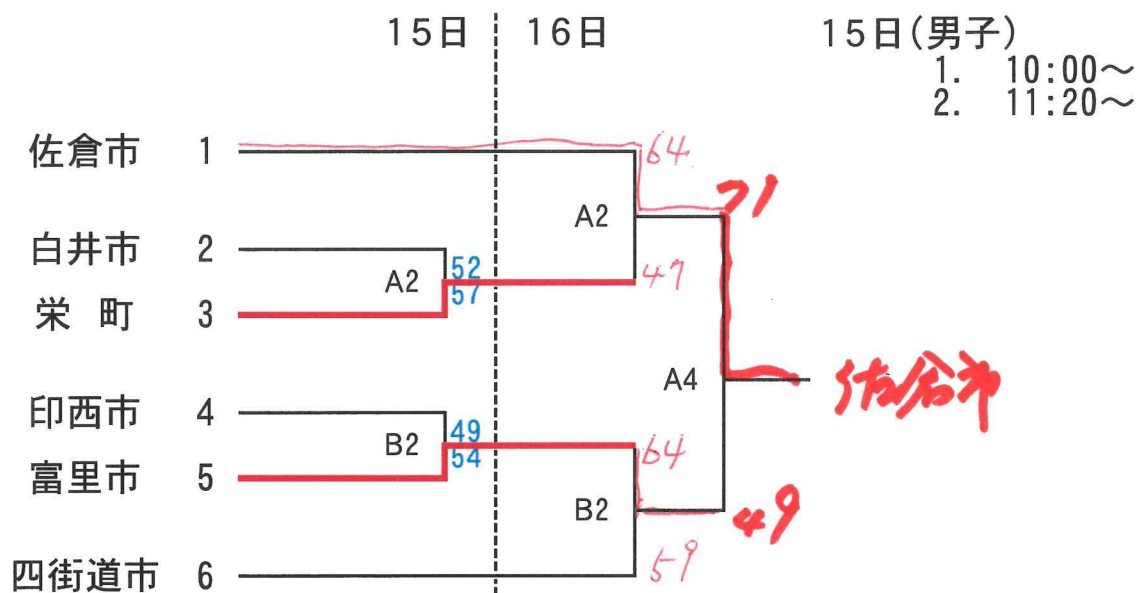 15日 16日 15日(男子)
1. 10:00～
2. 11:20～
佐倉市 1 64
71
A2
白井市 2
A2 52
57 47
栄 町 3
A4 佐倉市
印西市 4
B2 49
54 64
富里市 5
B2 49
四街道市 6 59